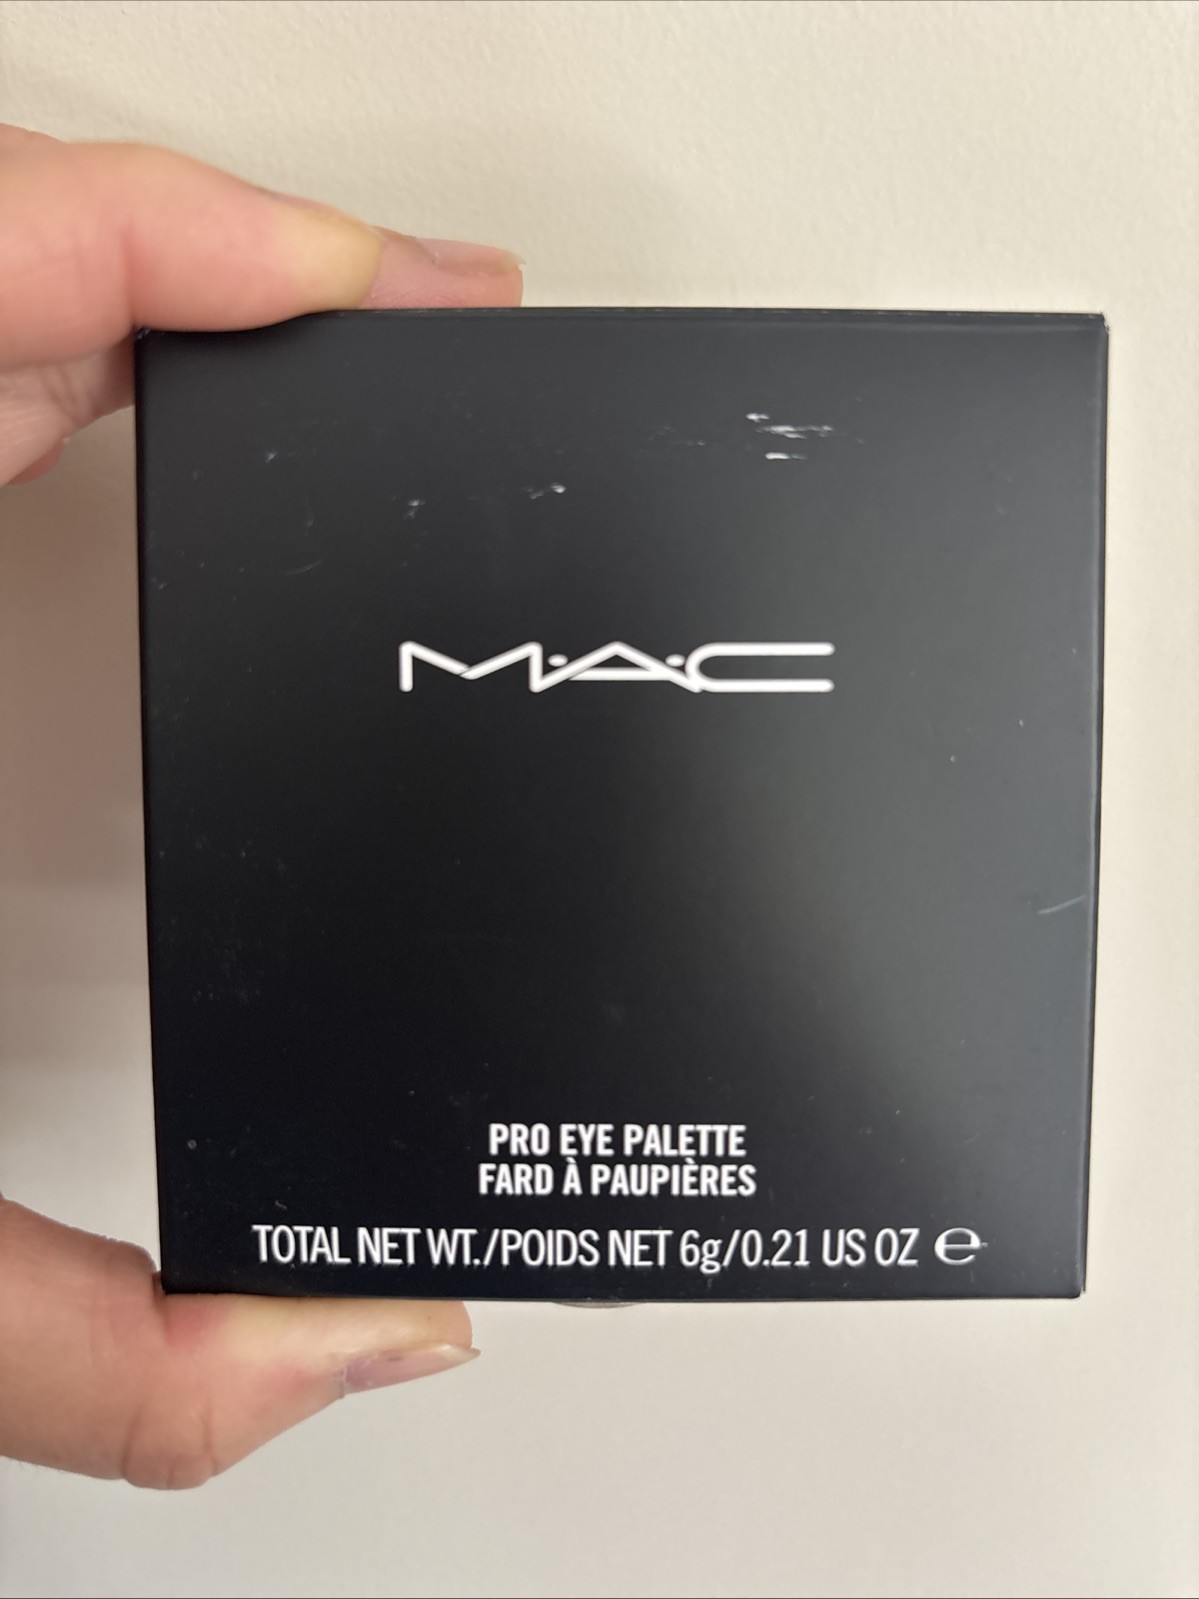 M·A·C
PRO EYE PALETTE
FARD À PAUPIÈRES
TOTAL NET WT./POIDS NET 6g/0.21 US OZ ℮